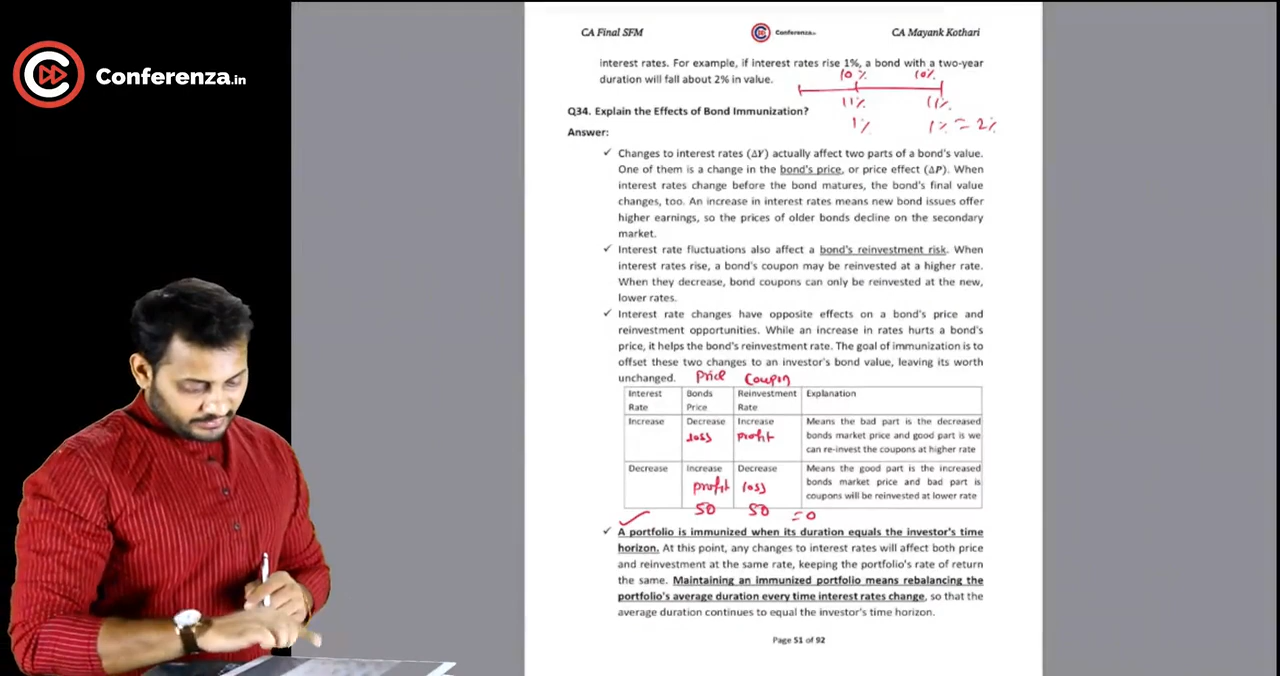 Conferenza.in
CA Final SFM
Conferenza.in
CA Mayank Kothari
interest rates. For example, if interest rates rise 1%, a bond with a two-year
duration will fall about 2% in value.
10% 10%
11% 11%
1% 1% = 2%
Q34. Explain the Effects of Bond Immunization?
Answer:
✓ Changes to interest rates (ΔY) actually affect two parts of a bond's value.
One of them is a change in the bond's price, or price effect (ΔP). When
interest rates change before the bond matures, the bond's final value
changes, too. An increase in interest rates means new bond issues offer
higher earnings, so the prices of older bonds decline on the secondary
market.
✓ Interest rate fluctuations also affect a bond's reinvestment risk. When
interest rates rise, a bond's coupon may be reinvested at a higher rate.
When they decrease, bond coupons can only be reinvested at the new,
lower rates.
✓ Interest rate changes have opposite effects on a bond's price and
reinvestment opportunities. While an increase in rates hurts a bond's
price, it helps the bond's reinvestment rate. The goal of immunization is to
offset these two changes to an investor's bond value, leaving its worth
unchanged.
Price Coupon
Interest Rate Bonds Price Reinvestment Rate Explanation
Increase Decrease Increase Means the bad part is the decreased
bonds market price and good part is we
can re-invest the coupons at higher rate
loss profit
Decrease Increase Decrease Means the good part is the increased
bonds market price and bad part is
coupons will be reinvested at lower rate
profit loss
50 50 =0
✓ A portfolio is immunized when its duration equals the investor's time
horizon. At this point, any changes to interest rates will affect both price
and reinvestment at the same rate, keeping the portfolio's rate of return
the same. Maintaining an immunized portfolio means rebalancing the
portfolio's average duration every time interest rates change, so that the
average duration continues to equal the investor's time horizon.
Page 51 of 92